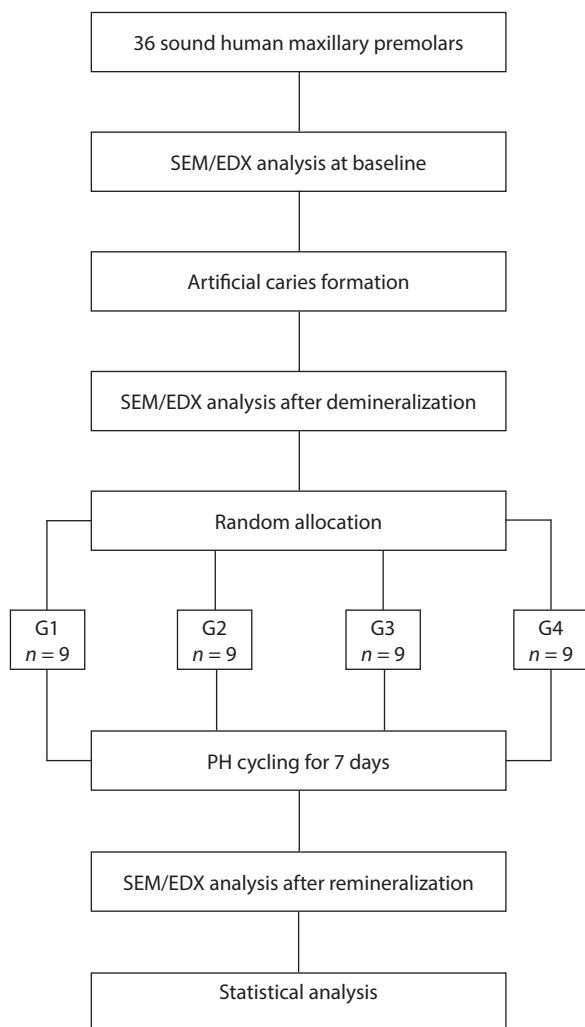 36 sound human maxillary premolars
SEM/EDX analysis at baseline
Artificial caries formation
SEM/EDX analysis after demineralization
Random allocation
G1
n = 9
G2
n = 9
G3
n = 9
G4
n = 9
PH cycling for 7 days
SEM/EDX analysis after remineralization
Statistical analysis